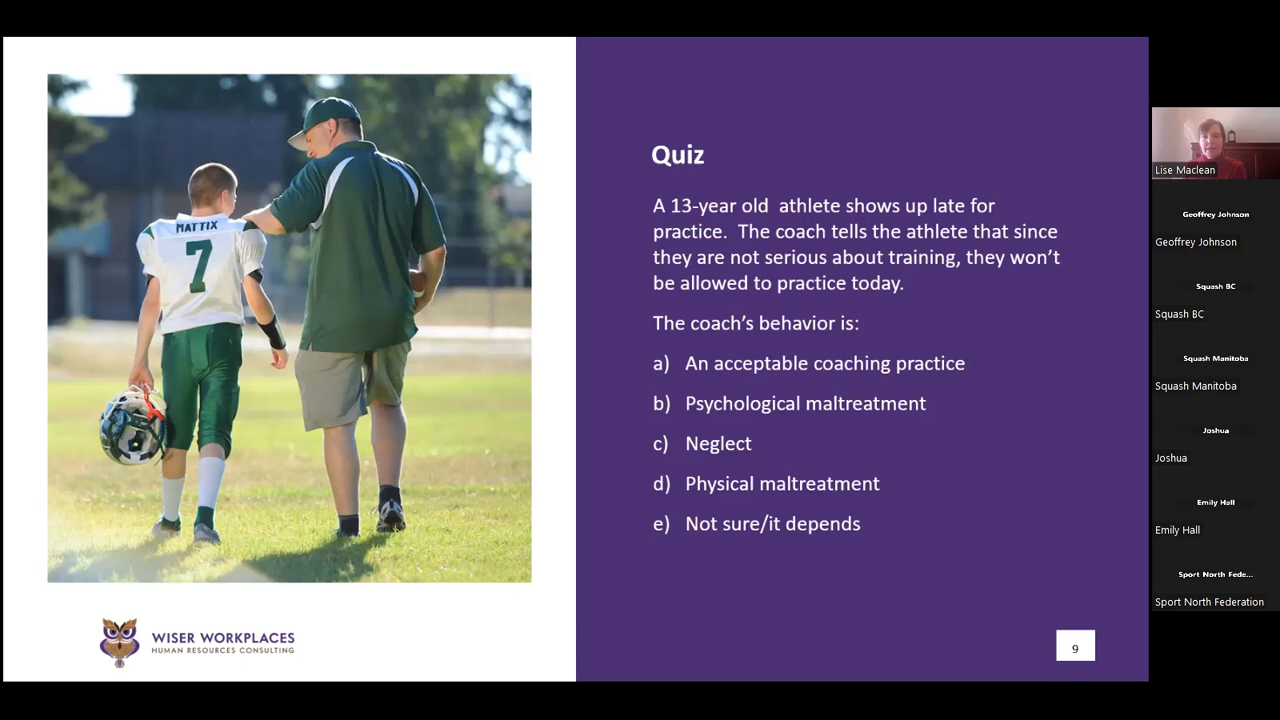 MATTIX
7
Quiz
A 13-year old  athlete shows up late for
practice.  The coach tells the athlete that since
they are not serious about training, they won't
be allowed to practice today.
The coach's behavior is:
a) An acceptable coaching practice
b) Psychological maltreatment
c) Neglect
d) Physical maltreatment
e) Not sure/it depends
WISER WORKPLACES
HUMAN RESOURCES CONSULTING
9
Lise Maclean
Geoffrey Johnson
Geoffrey Johnson
Squash BC
Squash BC
Squash Manitoba
Squash Manitoba
Joshua
Joshua
Emily Hall
Emily Hall
Sport North Fede...
Sport North Federation